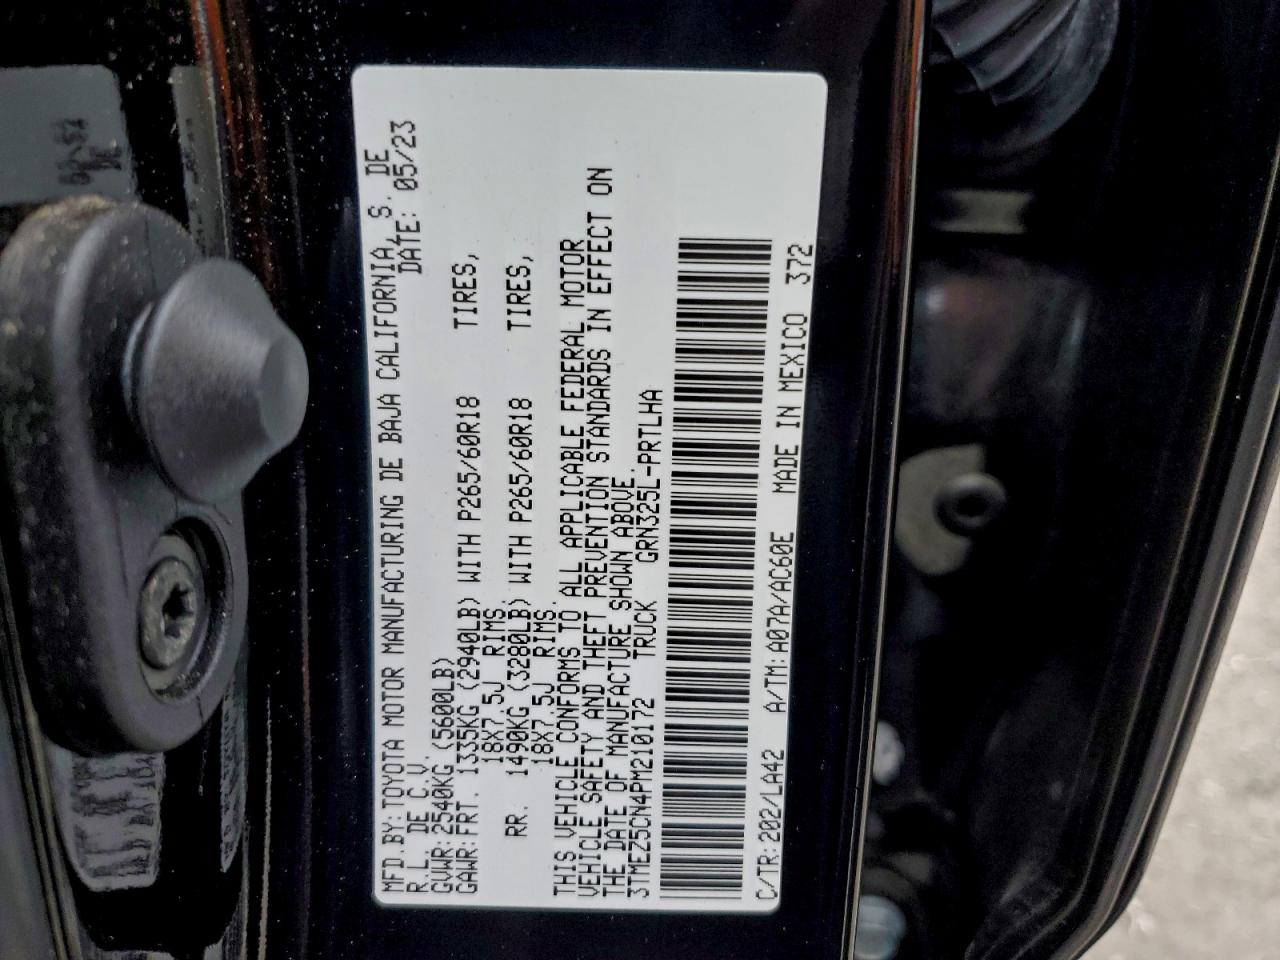 MFD.BY:TOYOTA MOTOR MANUFACTURING DE BAJA CALIFORNIA, S. DE
R.L. DE C.V. DATE: 05/23
GVWR:2540KG (5600LB)
GAWR:FRT. 1335KG (2940LB) WITH P265/60R18 TIRES,
18X7.5J RIMS.
RR. 1490KG (3280LB) WITH P265/60R18 TIRES,
18X7.5J RIMS.
THIS VEHICLE CONFORMS TO ALL APPLICABLE FEDERAL MOTOR
VEHICLE SAFETY AND THEFT PREVENTION STANDARDS IN EFFECT ON
THE DATE OF MANUFACTURE SHOWN ABOVE.
3TMEZ5CN4PM210172 TRUCK GRN325L-PRTLHA
C/TR:202/LA42 A/TM:A07A/AC60E MADE IN MEXICO 372